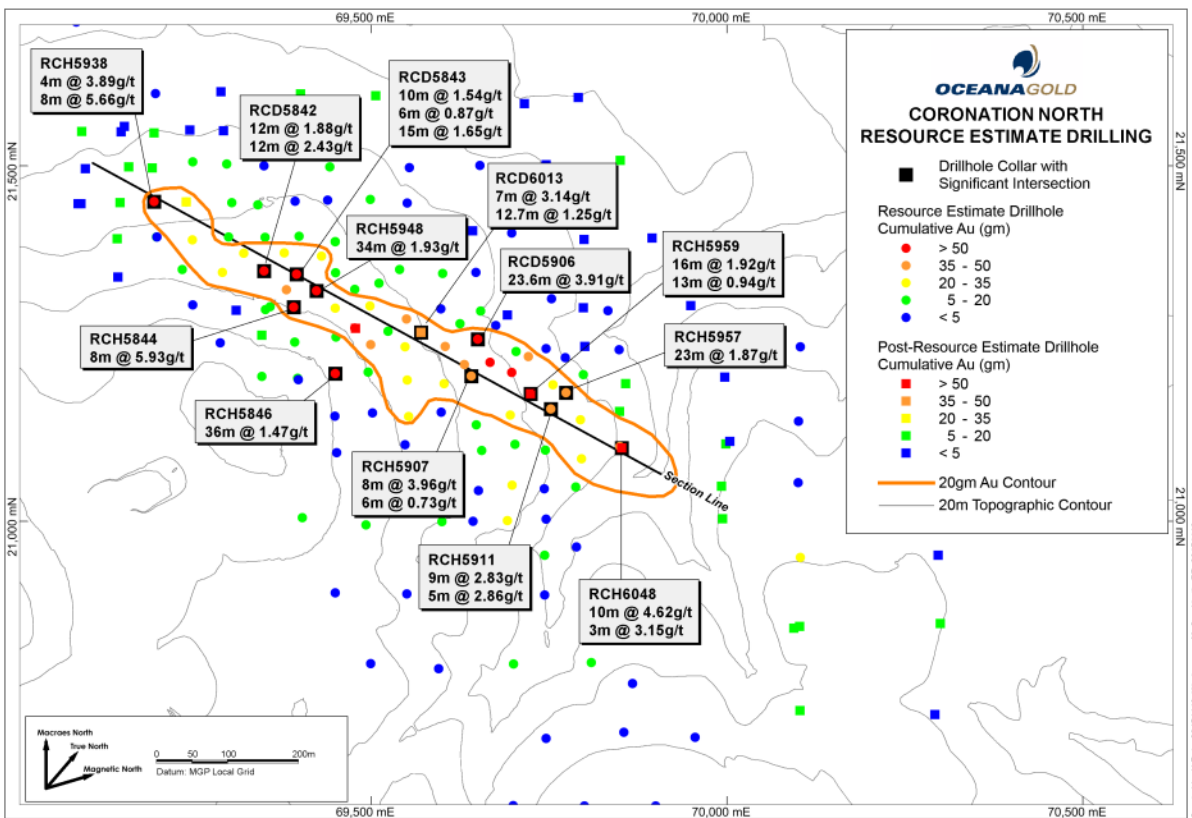 69,500 mE
70,000 mE
70,500 mE
21,500 mN
21,000 mN
RCH5938
4m @ 3.89g/t
8m @ 5.66g/t
RCD5842
12m @ 1.88g/t
12m @ 2.43g/t
RCD5843
10m @ 1.54g/t
6m @ 0.87g/t
15m @ 1.65g/t
RCD6013
7m @ 3.14g/t
12.7m @ 1.25g/t
RCH5948
34m @ 1.93g/t
RCD5906
23.6m @ 3.91g/t
RCH5959
16m @ 1.92g/t
13m @ 0.94g/t
RCH5957
23m @ 1.87g/t
RCH5844
8m @ 5.93g/t
RCH5846
36m @ 1.47g/t
RCH5907
8m @ 3.96g/t
6m @ 0.73g/t
RCH5911
9m @ 2.83g/t
5m @ 2.86g/t
RCH6048
10m @ 4.62g/t
3m @ 3.15g/t
Section Line
OCEANAGOLD
CORONATION NORTH
RESOURCE ESTIMATE DRILLING
Drillhole Collar with
Significant Intersection
Resource Estimate Drillhole
Cumulative Au (gm)
> 50
35 - 50
20 - 35
5 - 20
< 5
Post-Resource Estimate Drillhole
Cumulative Au (gm)
> 50
35 - 50
20 - 35
5 - 20
< 5
20gm Au Contour
20m Topographic Contour
21,500 mN
21,000 mN
Macraes North
True North
Magnetic North
0 50 100 200m
Datum: MGP Local Grid
69,500 mE
70,000 mE
70,500 mE